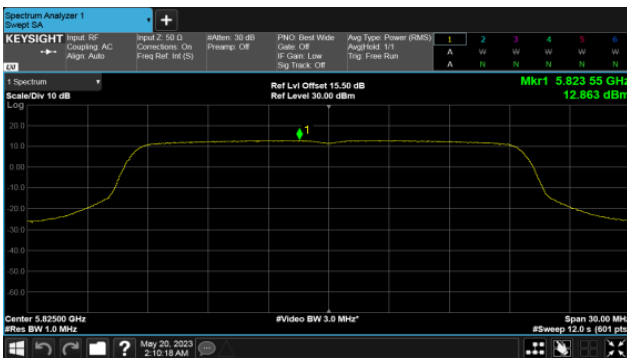 Spectrum Analyzer 1
Swept SA
+
KEYSIGHT
Input: RF
Coupling: AC
Align: Auto
Input Z: 50 Ω
Corrections: On
Freq Ref: Int (S)
#Atten: 30 dB
Preamp: Off
PNO: Best Wide
Gate: Off
IF Gain: Low
Sig Track: Off
Avg Type: Power (RMS)
Avg|Hold: 1/1
Trig: Free Run
1 2 3 4 5 6
A W W W W W
A N N N N N
LXI
1 Spectrum
Scale/Div 10 dB
Ref Lvl Offset 15.50 dB
Ref Level 30.00 dBm
Mkr1 5.823 55 GHz
12.863 dBm
Log
1
20.0
10.0
0.00
-10.0
-20.0
-30.0
-40.0
-50.0
-60.0
Center 5.82500 GHz
#Video BW 3.0 MHz*
Span 30.00 MHz
#Res BW 1.0 MHz
#Sweep 12.0 s (601 pts)
?
May 20, 2023
2:10:18 AM